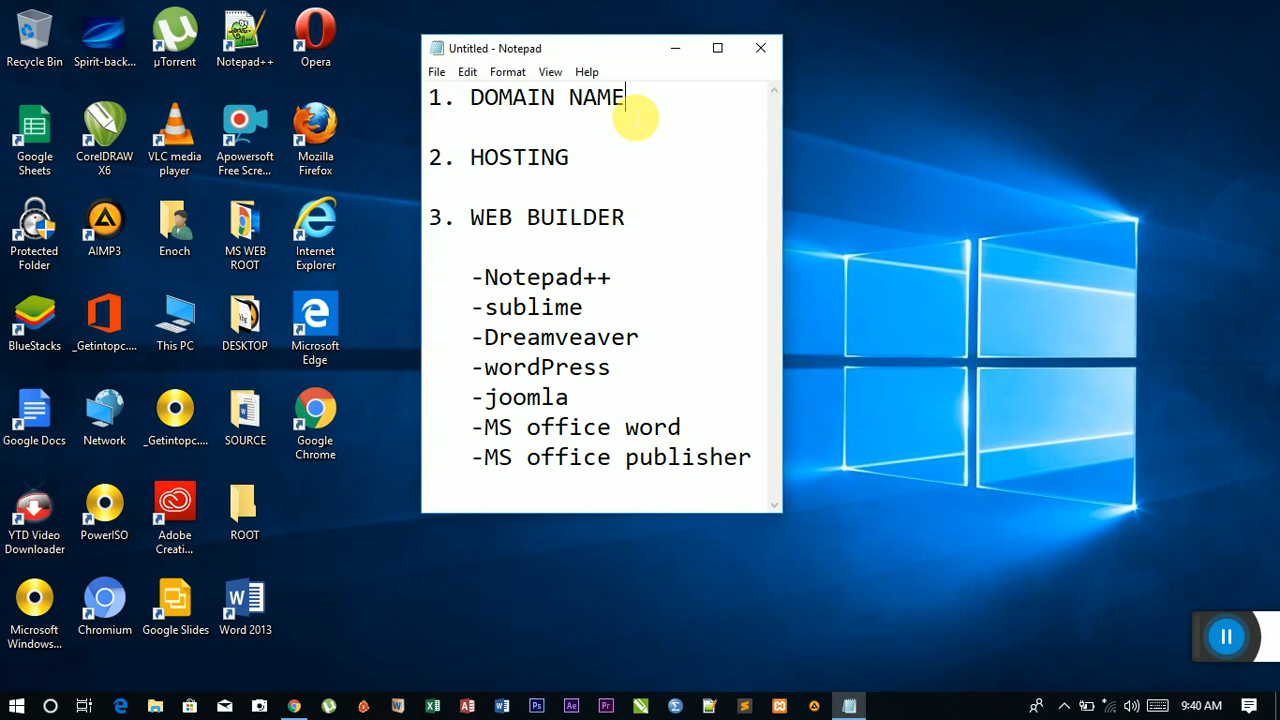 Recycle Bin
Spirit-back...
µTorrent
Notepad++
Opera
Google
Sheets
CorelDRAW
X6
VLC media
player
Apowersoft
Free Scre...
Mozilla
Firefox
Protected
Folder
AIMP3
Enoch
MS WEB
ROOT
Internet
Explorer
BlueStacks
_Getintopc....
This PC
DESKTOP
Microsoft
Edge
Google Docs
Network
_Getintopc....
SOURCE
Google
Chrome
YTD Video
Downloader
PowerISO
Adobe
Creati...
ROOT
Microsoft
Windows...
Chromium
Google Slides
Word 2013
Untitled - Notepad
File Edit Format View Help
1. DOMAIN NAME
2. HOSTING
3. WEB BUILDER
-Notepad++
-sublime
-Dreamveaver
-wordPress
-joomla
-MS office word
-MS office publisher
9:40 AM